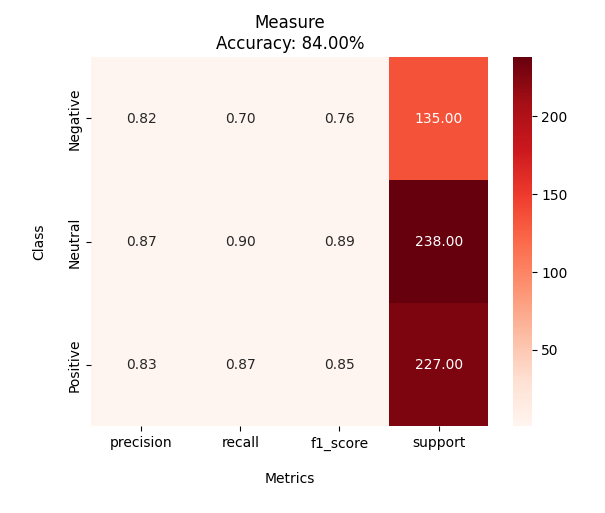 Measure
Accuracy: 84.00%
Class
Negative 0.82 0.70 0.76 135.00
Neutral 0.87 0.90 0.89 238.00
Positive 0.83 0.87 0.85 227.00
precision recall f1_score support
Metrics
200
150
100
50